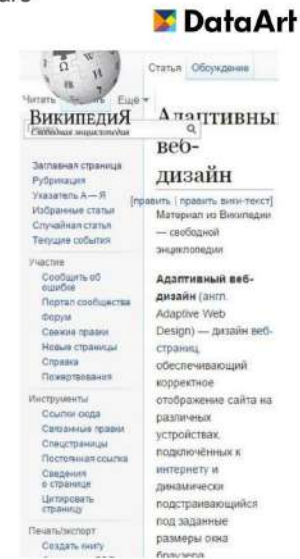 DataArt
Статья Обсуждение
Читать Ещё
ВИКИПЕДИЯ
Свободная энциклопедия
Заглавная страница
Рубрикация
Указатель А — Я
Избранные статьи
Случайная статья
Текущие события
Участие
Сообщить об
ошибке
Портал сообщества
Форум
Свежие правки
Новые страницы
Справка
Пожертвования
Инструменты
Ссылки сюда
Связанные правки
Спецстраницы
Постоянная ссылка
Сведения
о странице
Цитировать
страницу
Печать/экспорт
Создать книгу
Адаптивны
веб-
дизайн
[править | править вики-текст]
Материал из Википедии
— свободной
энциклопедии
Адаптивный веб-
дизайн (англ.
Adaptive Web
Design) — дизайн веб-
страниц,
обеспечивающий
корректное
отображение сайта на
различных
устройствах,
подключённых к
интернету и
динамически
подстраивающийся
под заданные
размеры окна
браузера